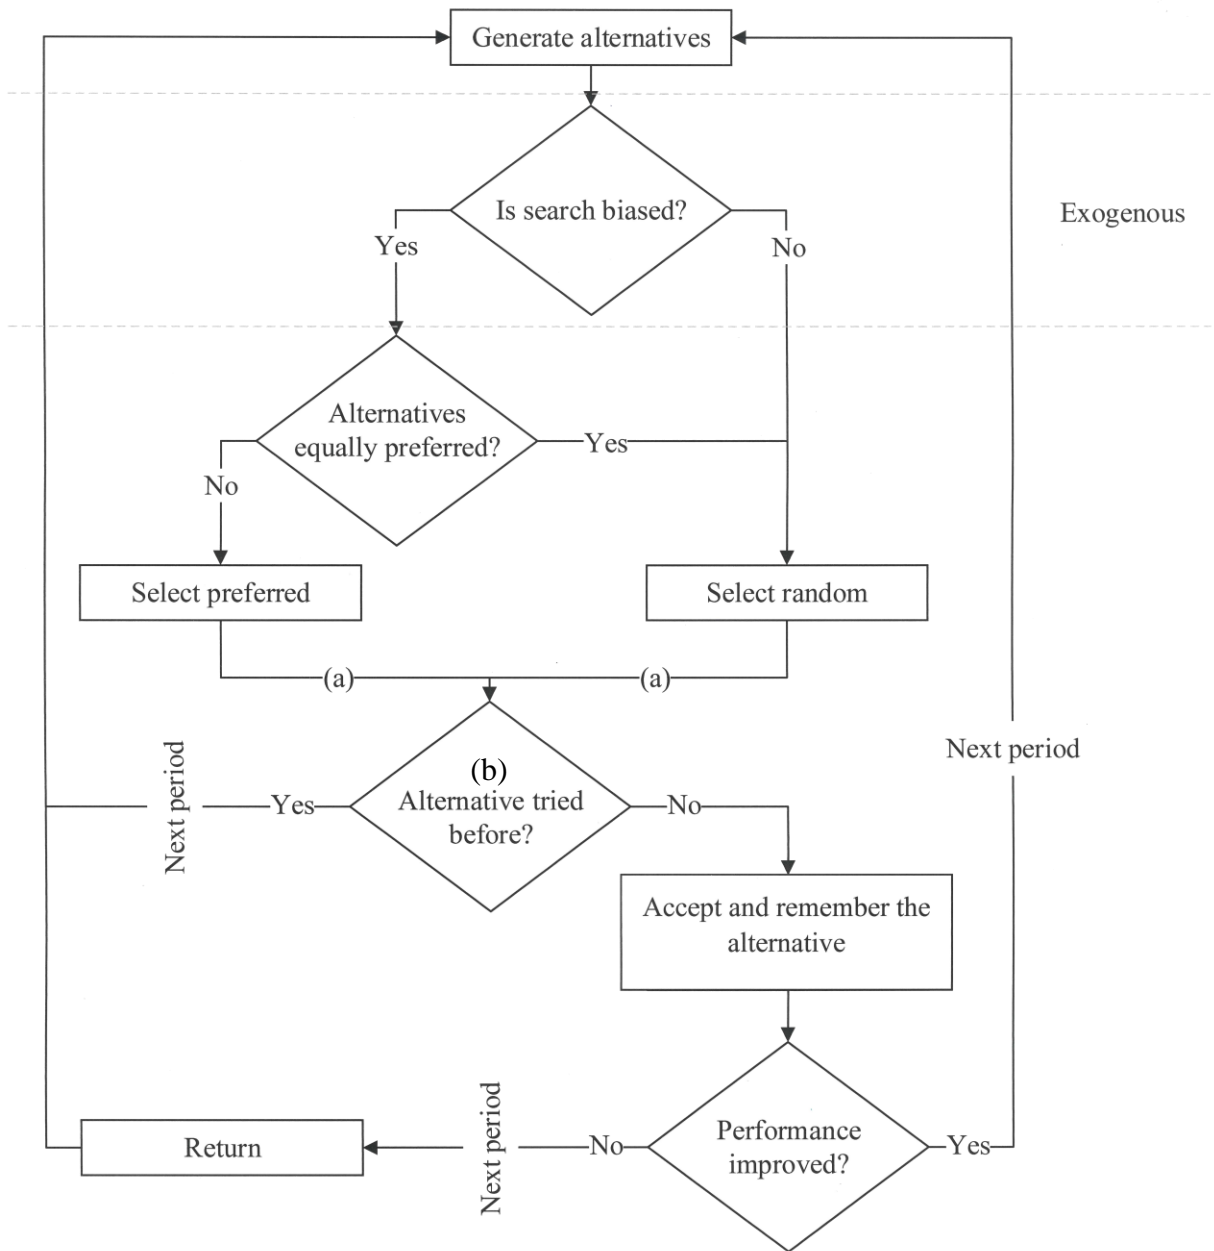 Generate alternatives
Is search biased?
Exogenous
Yes
No
Alternatives
equally preferred?
Yes
No
Select preferred
Select random
(a)
(a)
(b)
Alternative tried
before?
Yes
No
Next period
Next period
Accept and remember the
alternative
Performance
improved?
No
Yes
Next period
Return